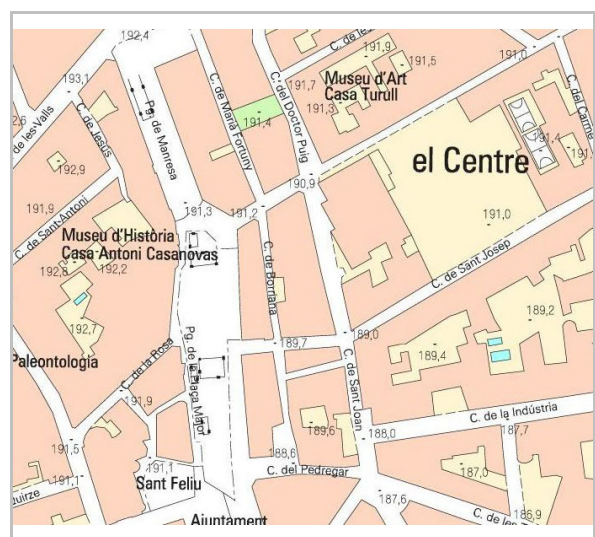 192,4
C. de les
191,9
191,5
191,0
193,1
C. de Marià Fortuny
C. del Doctor Puig
191,7
Museu d'Art
Casa Turull
191,3
C. del Carme
2,6
de les Valls
C. de Jesús
Pg. de Manresa
191,4
191,4
191,
192,9
el Centre
190,9
191,9
C. de Sant Antoni
191,3
191,2
191,0
Museu d'Història
Casa Antoni Casanovas
192,8
192,2
C. de Borriana
C. de Sant Josep
192,7
189,2
Paleontologia
C. de la Rosa
Pg. de la Plaça Major
189,7
189,0
189,4
C. de Sant Joan
191,9
C. de la Indústria
191,5
189,6
188,0
187,7
188,6
191,1
191,1
C. del Pedregar
187,0
Sant Feliu
uirze
187,6
186,9
Ajuntament
C. de les